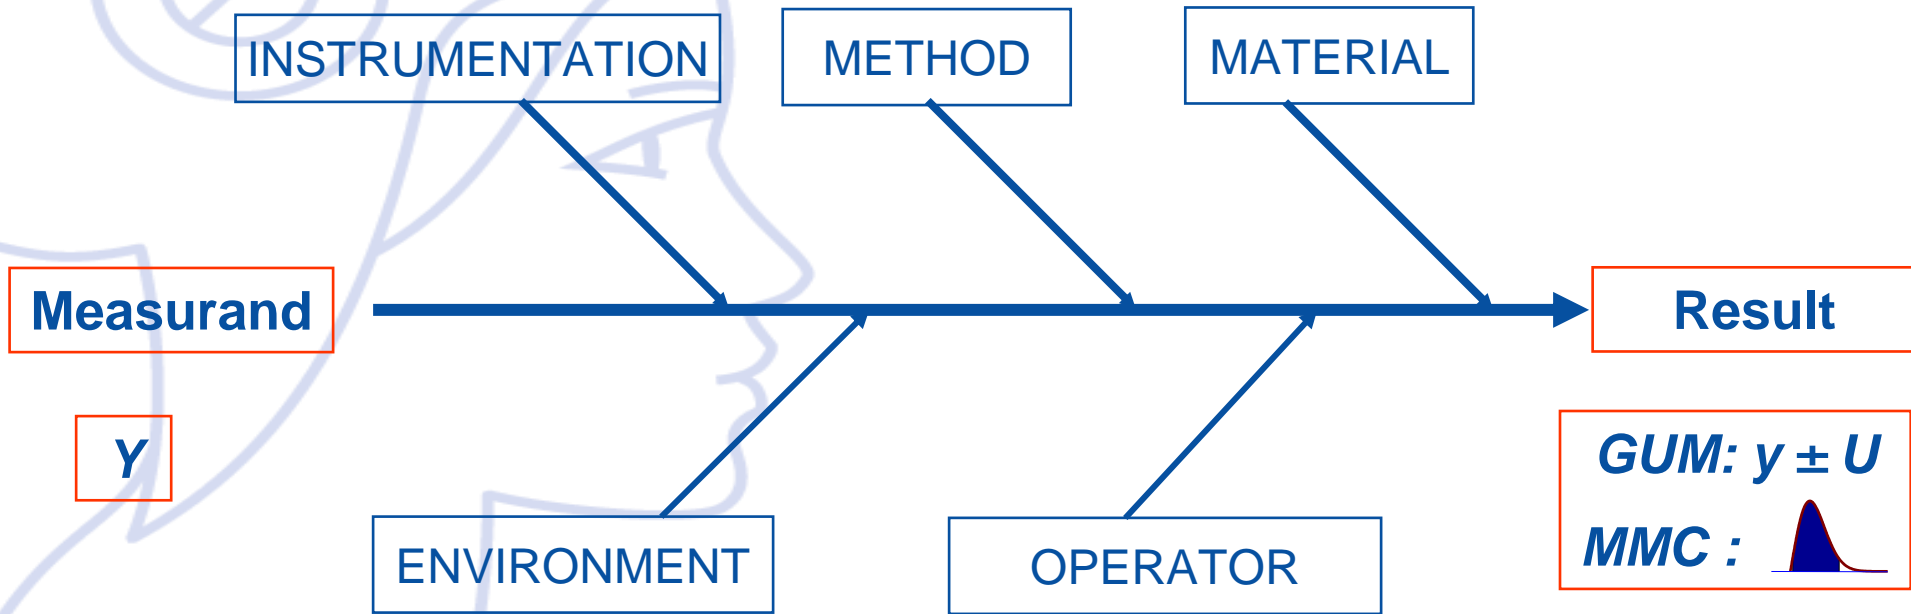 INSTRUMENTATION
METHOD
MATERIAL
Measurand
Result
Y
GUM: y ± U
MMC :
ENVIRONMENT
OPERATOR